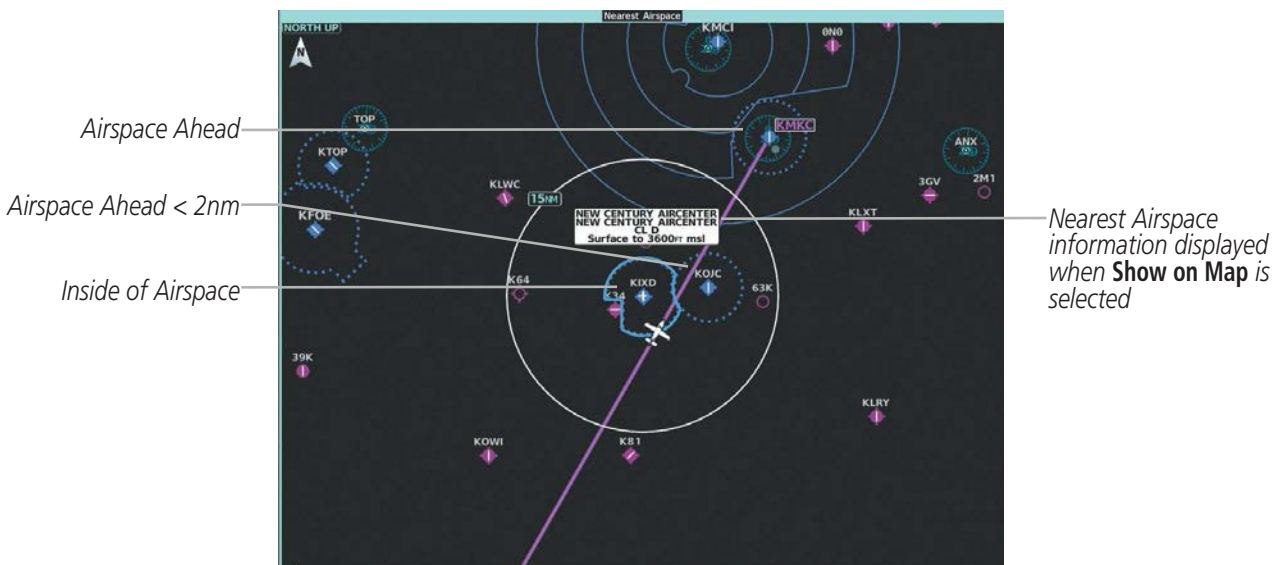 Nearest Airspace
NORTH UP
N
KMCI
0N0
Airspace Ahead
TOP
KMKC
KTOP
ANX
KLWC
15NM
3GV
2M1
Airspace Ahead < 2nm
KFOE
KLXT
NEW CENTURY AIRCENTER
NEW CENTURY AIRCENTER
CL D
Surface to 3600FT msl
Nearest Airspace
information displayed
when Show on Map is
selected
Inside of Airspace
K64
KIXD
KOJC
63K
K34
39K
KLRY
KOWI
K81